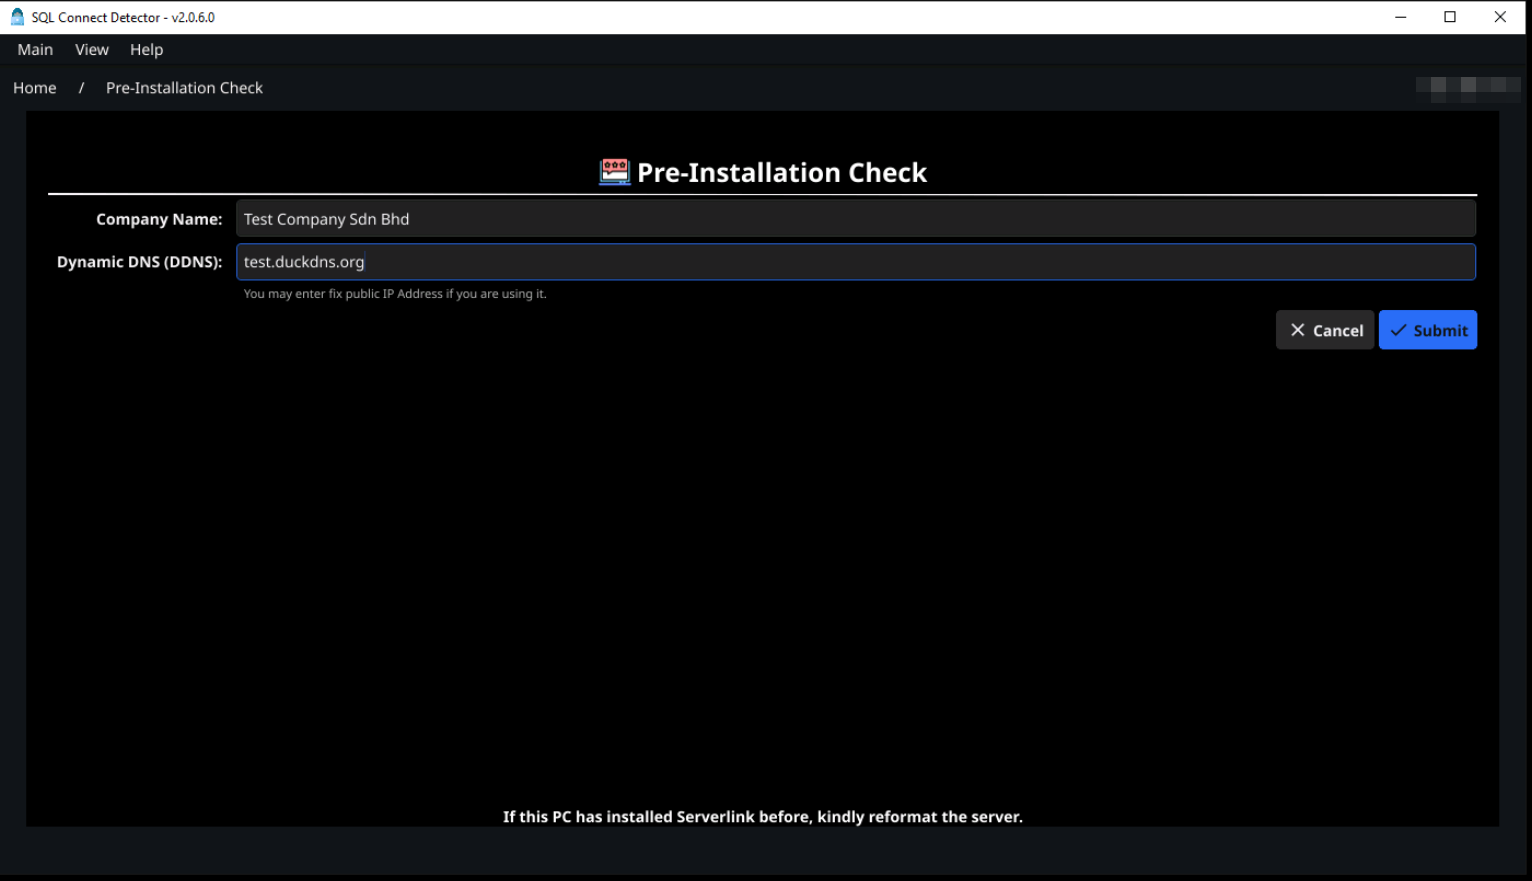 SQL Connect Detector - v2.0.6.0
Main View Help
Home / Pre-Installation Check
Pre-Installation Check
Company Name: Test Company Sdn Bhd
Dynamic DNS (DDNS): test.duckdns.org
You may enter fix public IP Address if you are using it.
Cancel Submit
If this PC has installed Serverlink before, kindly reformat the server.